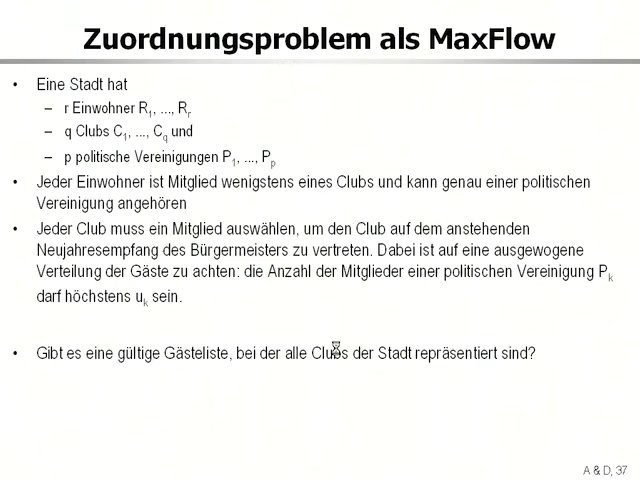 Zuordnungsproblem als MaxFlow
• Eine Stadt hat
– r Einwohner R1, ..., Rr
– q Clubs C1, ..., Cq und
– p politische Vereinigungen P1, ..., Pp
• Jeder Einwohner ist Mitglied wenigstens eines Clubs und kann genau einer politischen
Vereinigung angehören
• Jeder Club muss ein Mitglied auswählen, um den Club auf dem anstehenden
Neujahresempfang des Bürgermeisters zu vertreten. Dabei ist auf eine ausgewogene
Verteilung der Gäste zu achten: die Anzahl der Mitglieder einer politischen Vereinigung Pk
darf höchstens uk sein.
• Gibt es eine gültige Gästeliste, bei der alle Clubs der Stadt repräsentiert sind?
A & D, 37